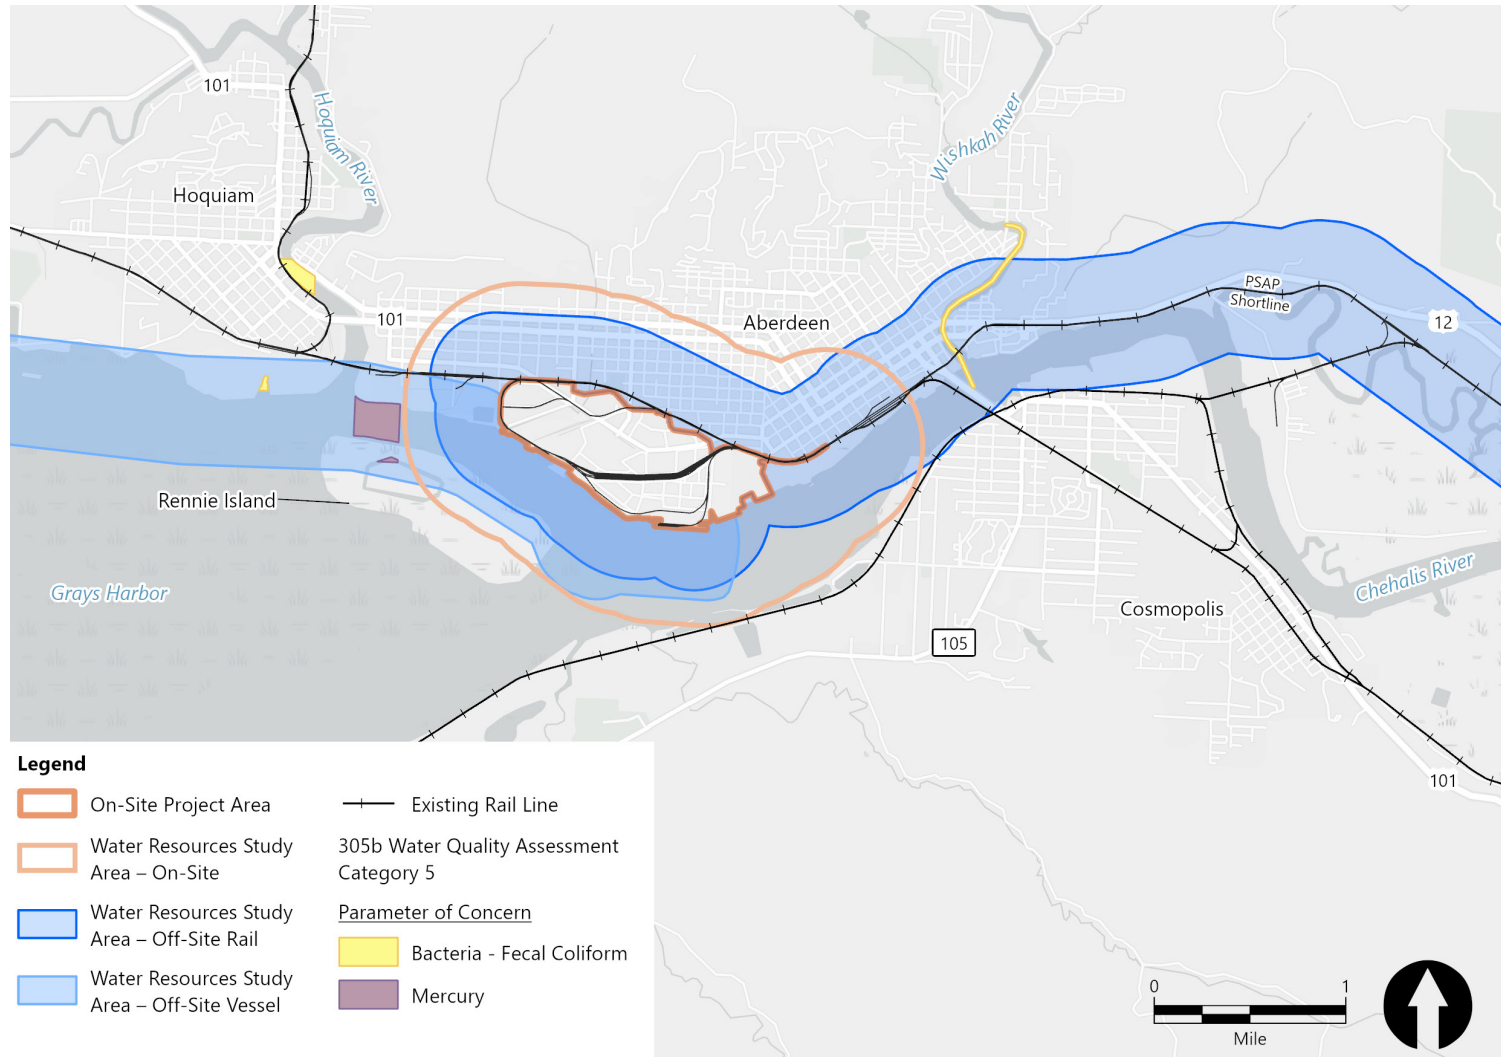 101
Hoquiam River
Wishkah River
Hoquiam
PSAP
Shortline
101
Aberdeen
12
Rennie Island
Grays Harbor
Chehalis River
Cosmopolis
105
101
Legend
On-Site Project Area
Water Resources Study
Area – On-Site
Water Resources Study
Area – Off-Site Rail
Water Resources Study
Area – Off-Site Vessel
Existing Rail Line
305b Water Quality Assessment
Category 5
Parameter of Concern
Bacteria - Fecal Coliform
Mercury
0 1
Mile